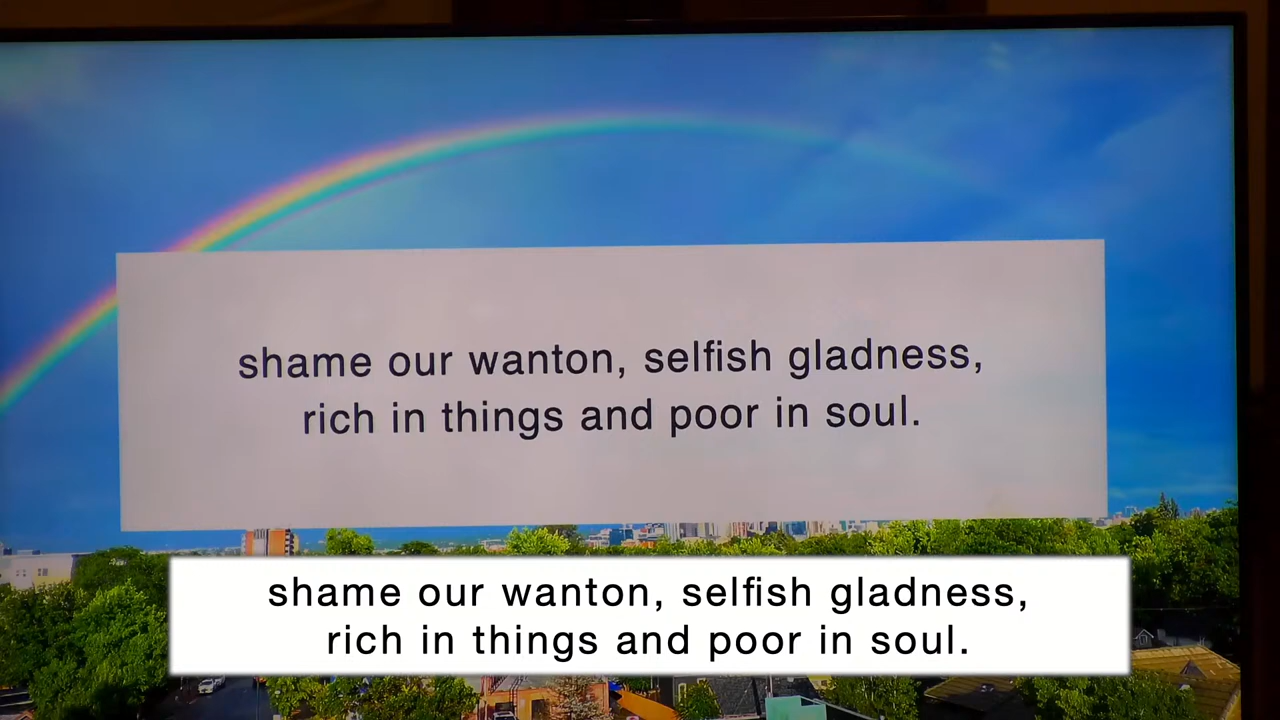 shame our wanton, selfish gladness,
rich in things and poor in soul.
shame our wanton, selfish gladness,
rich in things and poor in soul.